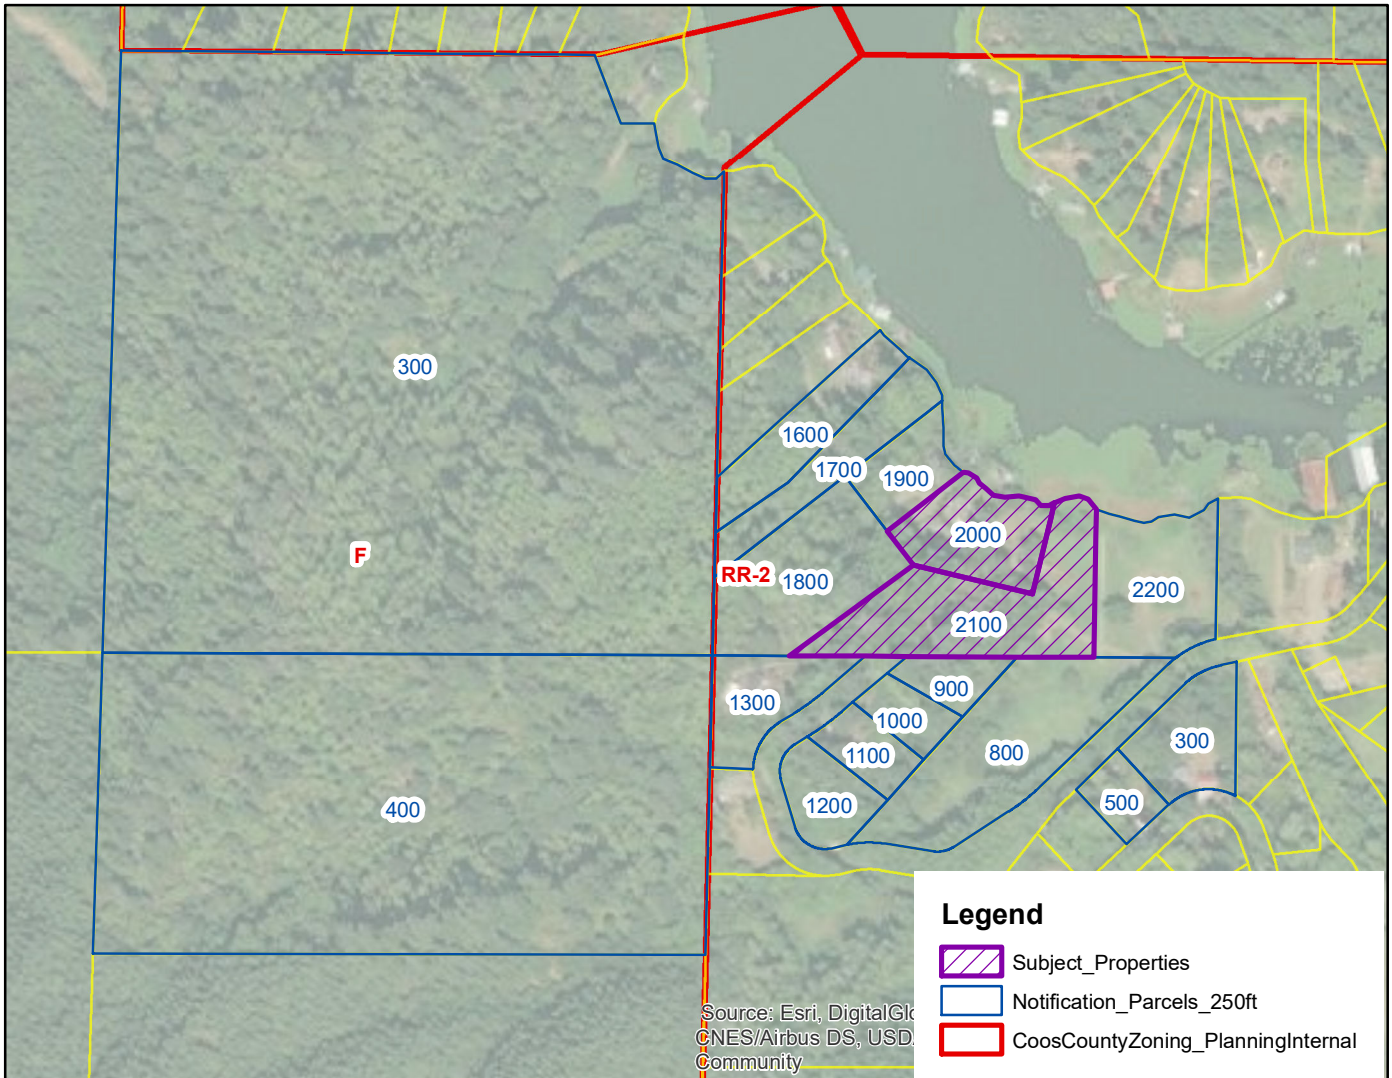 300
1600
1700
1900
2000
F
RR-2
1800
2200
2100
1300
900
1000
1100
800
300
1200
500
400
Legend
Subject_Properties
Notification_Parcels_250ft
CoosCountyZoning_PlanningInternal
Source: Esri, DigitalGlo
CNES/Airbus DS, USD
Community